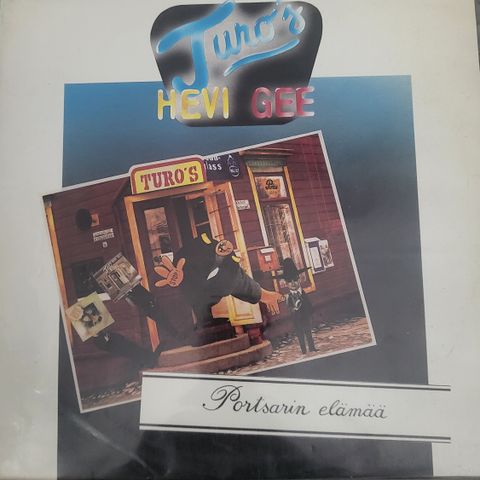 Turo's
HEVI GEE
TURO'S
Portsarin elämää